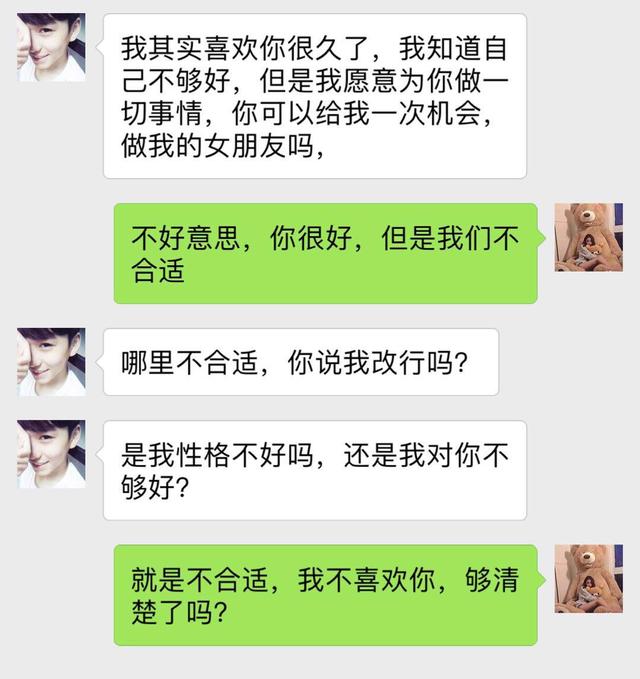 我其实喜欢你很久了，我知道自
己不够好，但是我愿意为你做一
切事情，你可以给我一次机会，
做我的女朋友吗，
不好意思，你很好，但是我们不
合适
哪里不合适，你说我改行吗？
是我性格不好吗，还是我对你不
够好？
就是不合适，我不喜欢你，够清
楚了吗？